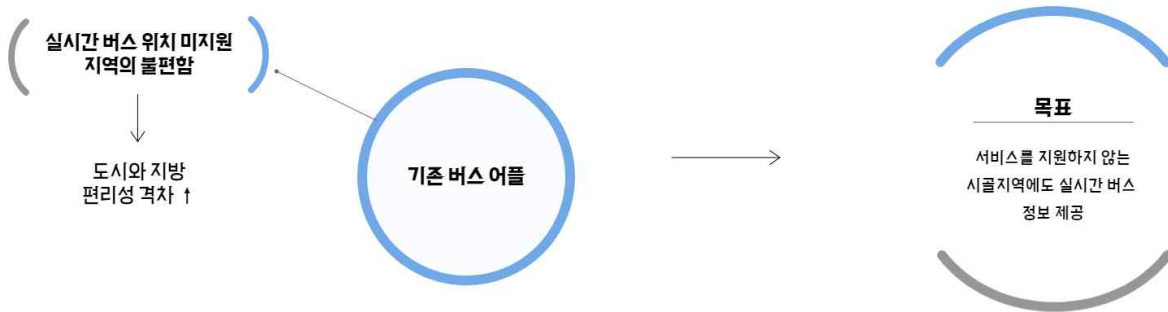 실시간 버스 위치 미지원
지역의 불편함
도시와 지방
편리성 격차 ↑
기존 버스 어플
목표
서비스를 지원하지 않는
시골지역에도 실시간 버스
정보 제공